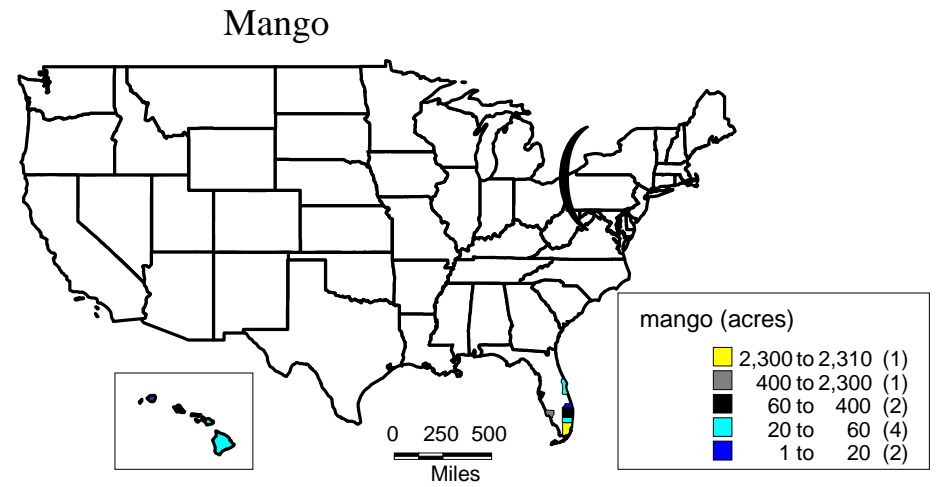 Mango
mango (acres)
2,300 to 2,310 (1)
400 to 2,300 (1)
60 to 400 (2)
20 to 60 (4)
1 to 20 (2)
0 250 500
Miles